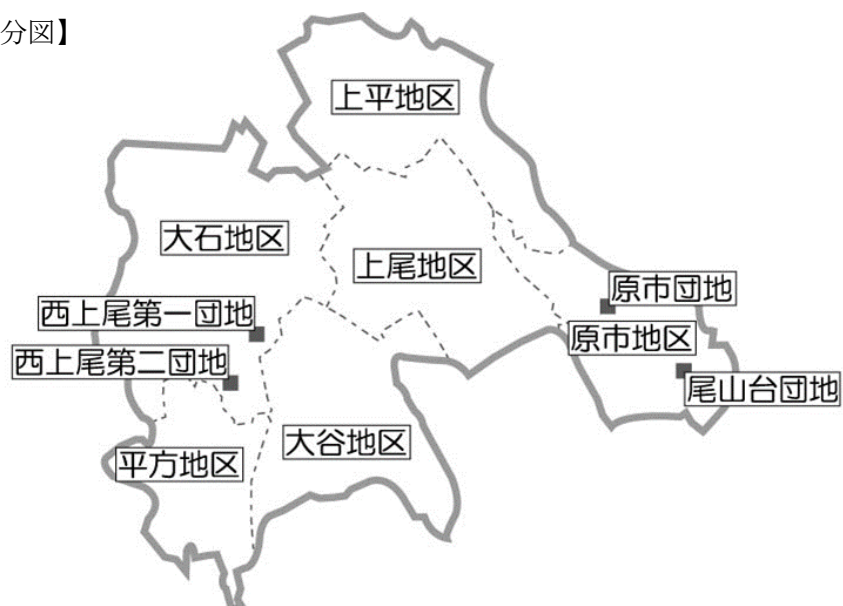 分図】
上平地区
大石地区
上尾地区
原市団地
西上尾第一団地
原市地区
西上尾第二団地
尾山台団地
大谷地区
平方地区